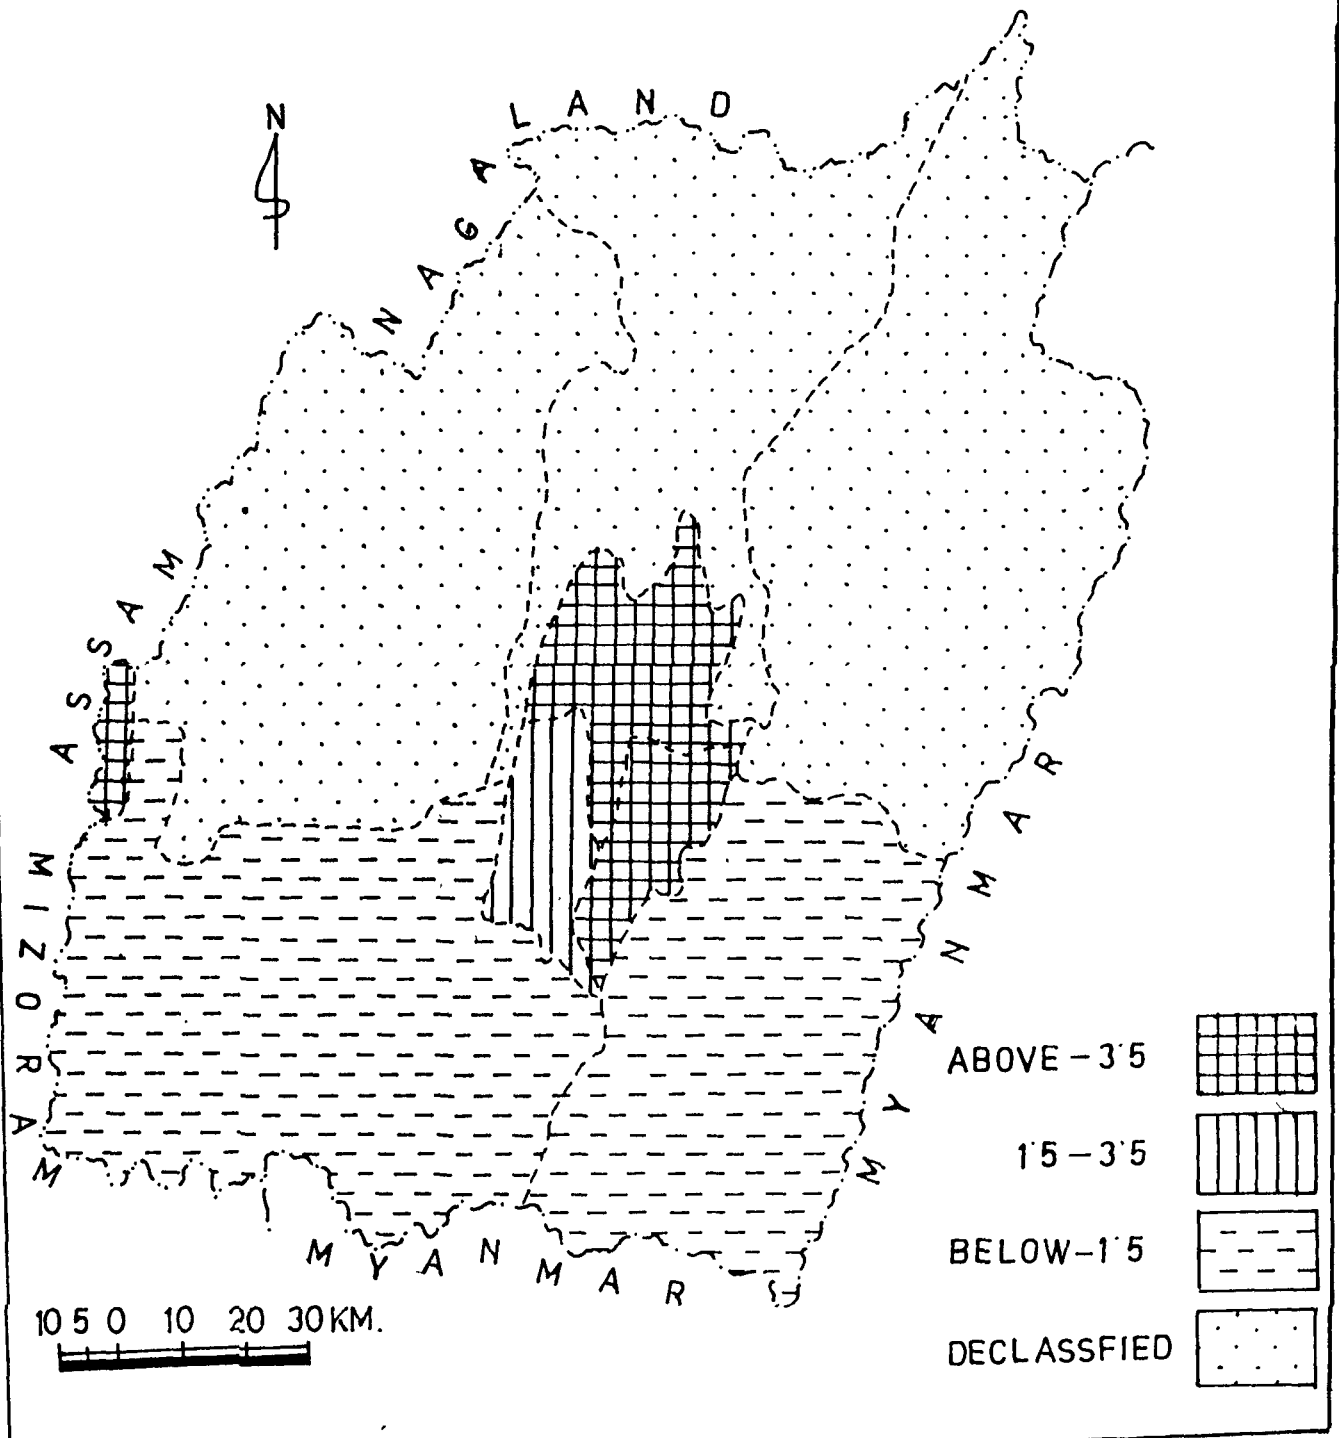 N
NAGALAND
ASSAM
MIZORAM
MYANMAR
MYANMAR
ABOVE - 3·5
1·5 - 3·5
BELOW - 1·5
DECLASSFIED
10 5 0 10 20 30 KM.